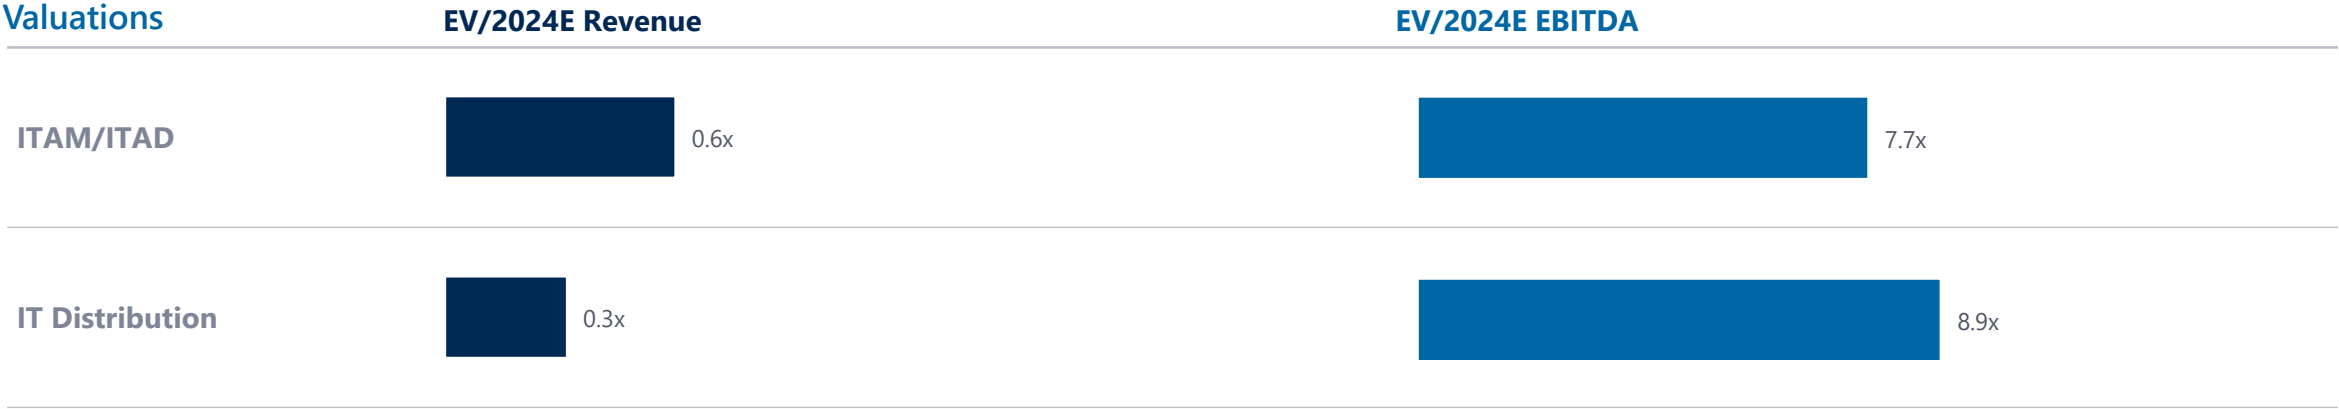 Valuations EV/2024E Revenue EV/2024E EBITDA
ITAM/ITAD 0.6x 7.7x
IT Distribution 0.3x 8.9x